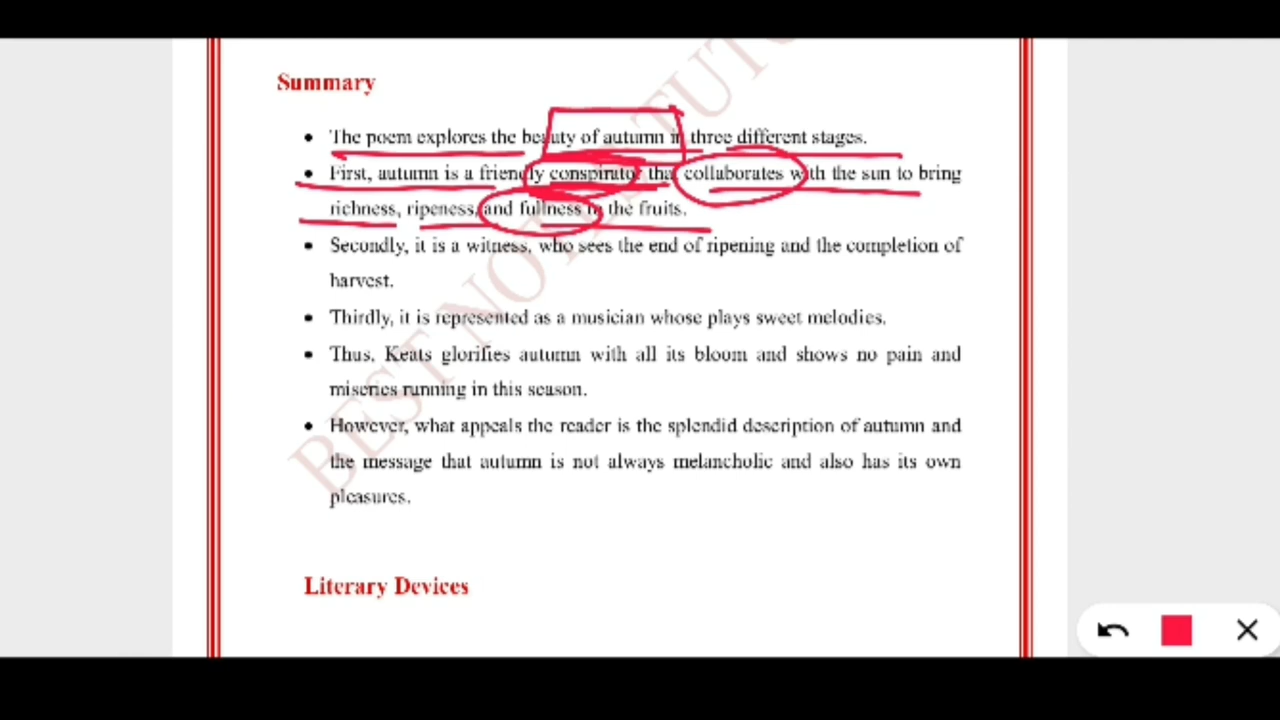 Summary
• The poem explores the beauty of autumn in three different stages.
• First, autumn is a friendly conspirator that collaborates with the sun to bring
richness, ripeness, and fullness in the fruits.
• Secondly, it is a witness, who sees the end of ripening and the completion of
harvest.
• Thirdly, it is represented as a musician whose plays sweet melodies.
• Thus, Keats glorifies autumn with all its bloom and shows no pain and
miseries running in this season.
• However, what appeals the reader is the splendid description of autumn and
the message that autumn is not always melancholic and also has its own
pleasures.
Literary Devices
BEST NOTES TUTO